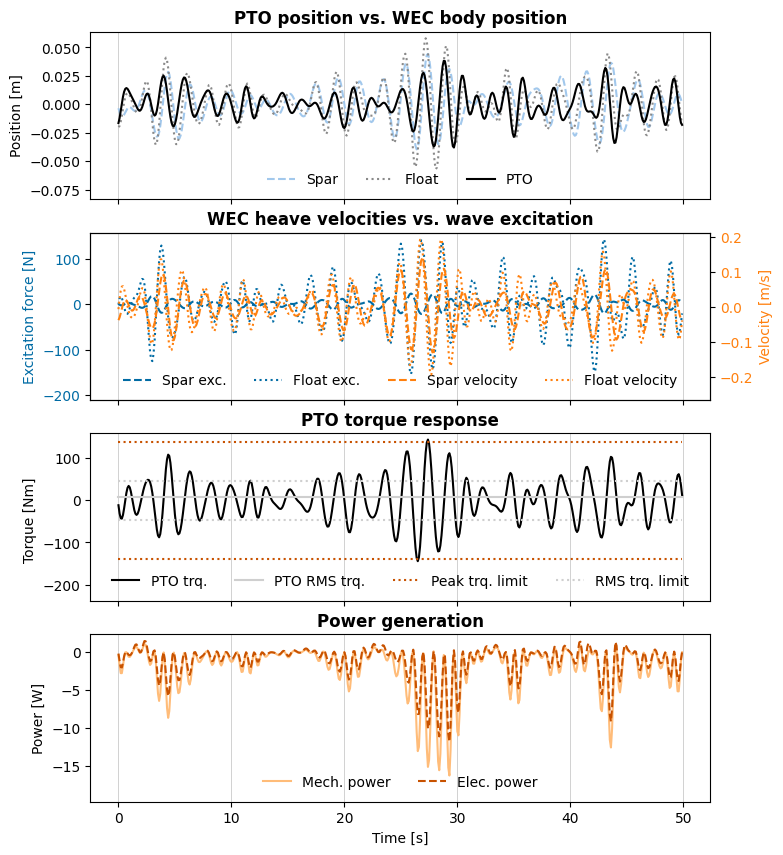 PTO position vs. WEC body position
Position [m]
0.050
0.025
0.000
−0.025
−0.050
−0.075
Spar Float PTO
WEC heave velocities vs. wave excitation
Excitation force [N]
100
0
−100
−200
0.2
0.1
0.0
−0.1
−0.2
Velocity [m/s]
Spar exc. Float exc. Spar velocity Float velocity
PTO torque response
Torque [Nm]
100
0
−100
−200
PTO trq. PTO RMS trq. Peak trq. limit RMS trq. limit
Power generation
Power [W]
0
−5
−10
−15
Mech. power Elec. power
0 10 20 30 40 50
Time [s]